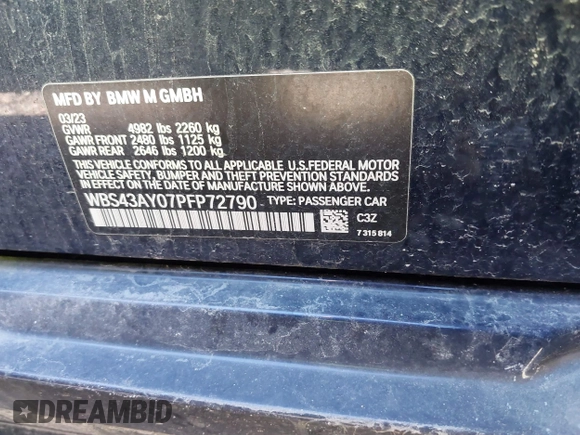 MFD BY BMW M GMBH
03/23
GVWR 4982 lbs 2260 kg
GAWR FRONT 2480 lbs 1125 kg
GAWR REAR 2646 lbs 1200 kg
THIS VEHICLE CONFORMS TO ALL APPLICABLE U.S.FEDERAL MOTOR
VEHICLE SAFETY, BUMPER AND THEFT PREVENTION STANDARDS
IN EFFECT ON THE DATE OF MANUFACTURE SHOWN ABOVE.
WBS43AY07PFP72790 TYPE: PASSENGER CAR
C3Z
7 315 814
DREAMBID